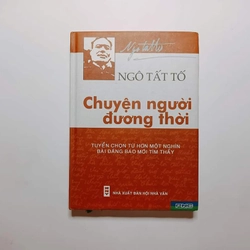 NGÔ TẤT TỐ
Chuyện người
đương thời
TUYỂN CHỌN TỪ HƠN MỘT NGHÌN
BÀI ĐĂNG BÁO MỚI TÌM THẤY
NHÀ XUẤT BẢN HỘI NHÀ VĂN